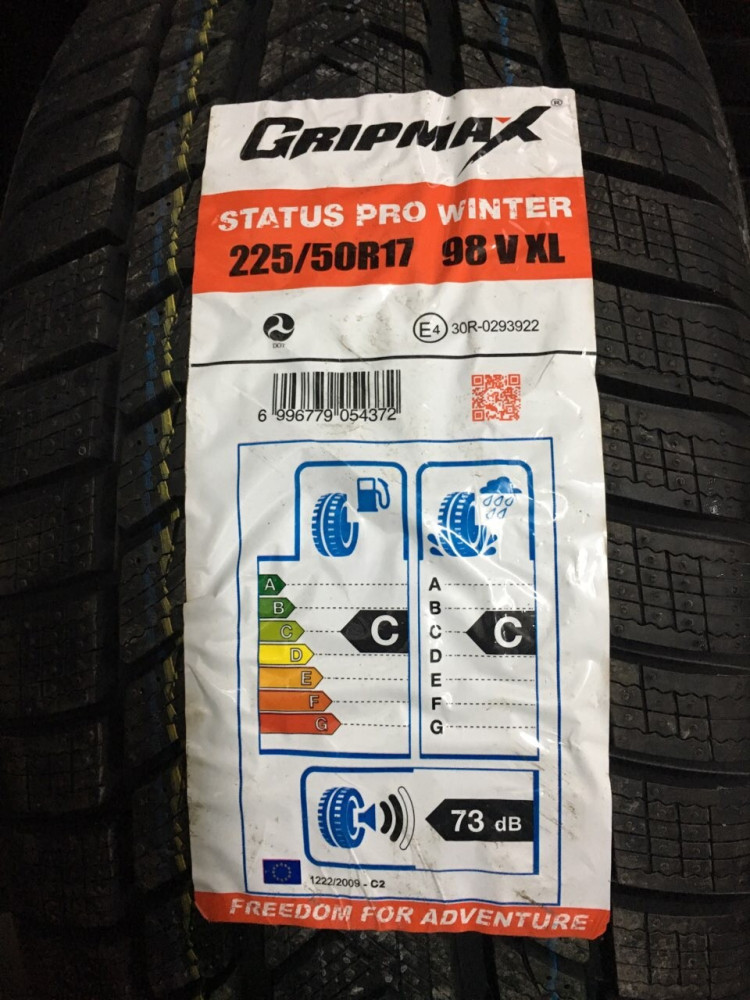 GRIPMAX ®
STATUS PRO WINTER
225/50R17 98 V XL
DOT
E4 30R-0293922
6 996779 054372
A
B
C
D
E
F
G
C
A
B
C
D
E
F
G
C
73 dB
1222/2009 - C2
FREEDOM FOR ADVENTURE